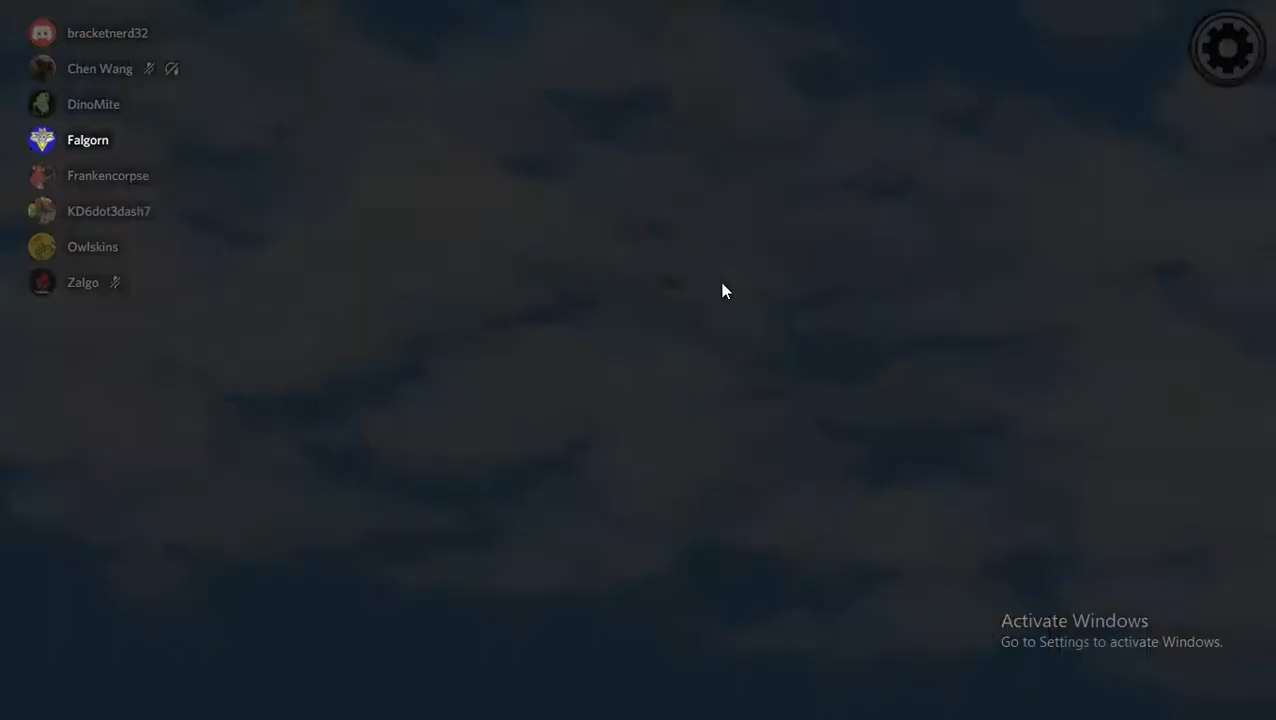 bracketnerd32
Chen Wang
DinoMite
Falgorn
Frankencorpse
KD6dot3dash7
Owlskins
Zalgo
Activate Windows
Go to Settings to activate Windows.